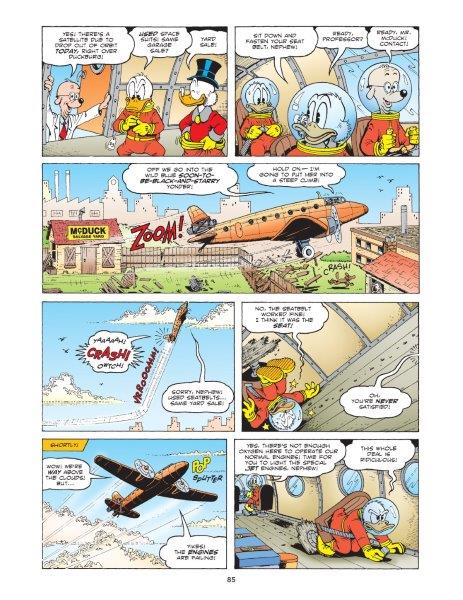 YES! THERE'S A
SATELLITE DUE TO
DROP OUT OF ORBIT
TODAY, RIGHT OVER
DUCKBURG!
USED SPACE
SUITS! SAME
GARAGE
SALE?
YARD
SALE!
SIT DOWN AND
FASTEN YOUR SEAT
BELT, NEPHEW!
READY,
PROFESSOR?
READY, MR.
McDUCK!
CONTACT!
OFF WE GO INTO THE
WILD BLUE SOON-TO-
BE-BLACK-AND-STARRY
YONDER!
HOLD ON—I'M
GOING TO PUT HER INTO
A STEEP CLIMB!
McDUCK
SALVAGE YARD
ZOOM!
CRASH!
YAAAAAH!
CRASH!
OWTCH!
VAROOOOMM!
SORRY, NEPHEW!
USED SEATBELTS...
SAME YARD SALE!
NO, THE SEATBELT
WORKED FINE!
I THINK IT WAS THE
SEAT!
OH,
YOU'RE NEVER
SATISFIED!
SHORTLY!
WOW! WE'RE
WAY ABOVE
THE CLOUDS!
BUT...
POP
SPUTTER
YIKES!
THE ENGINES
ARE FAILING!
YES, THERE'S NOT ENOUGH
OXYGEN HERE TO OPERATE OUR
NORMAL ENGINES! TIME FOR
YOU TO LIGHT THE SPECIAL
JET ENGINES, NEPHEW!
THIS WHOLE
DEAL IS
RIDICULOUS!
85